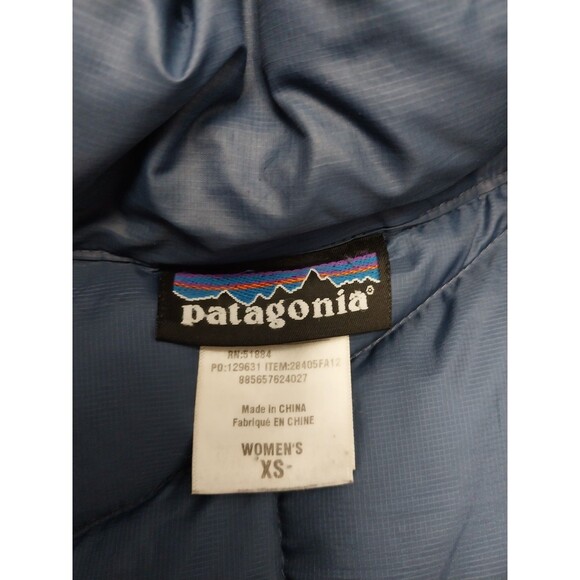 patagonia®
RN:51884
PO:129631 ITEM:28405FA12
885657624027
Made in CHINA
Fabriqué EN CHINE
WOMEN'S
XS-